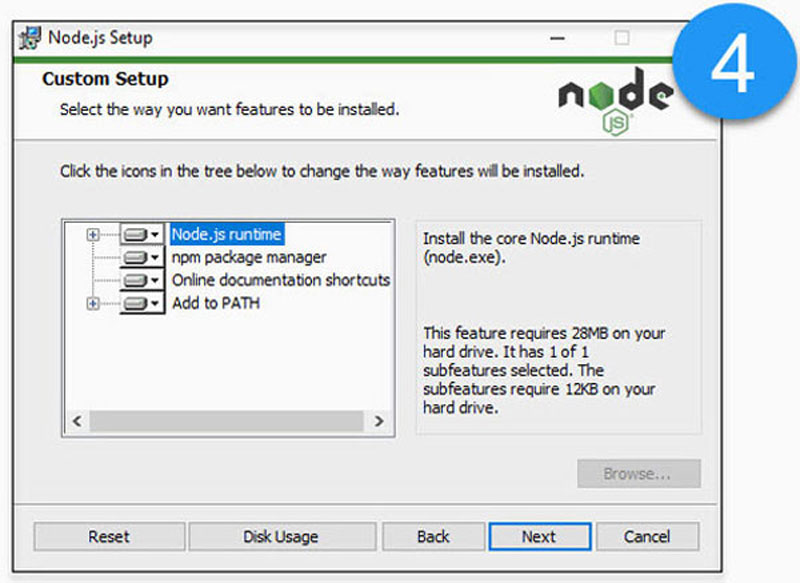 Node.js Setup
4
Custom Setup
Select the way you want features to be installed.
node
JS
Click the icons in the tree below to change the way features will be installed.
Node.js runtime
npm package manager
Online documentation shortcuts
Add to PATH
Install the core Node.js runtime
(node.exe).
This feature requires 28MB on your
hard drive. It has 1 of 1
subfeatures selected. The
subfeatures require 12KB on your
hard drive.
Browse...
Reset
Disk Usage
Back
Next
Cancel